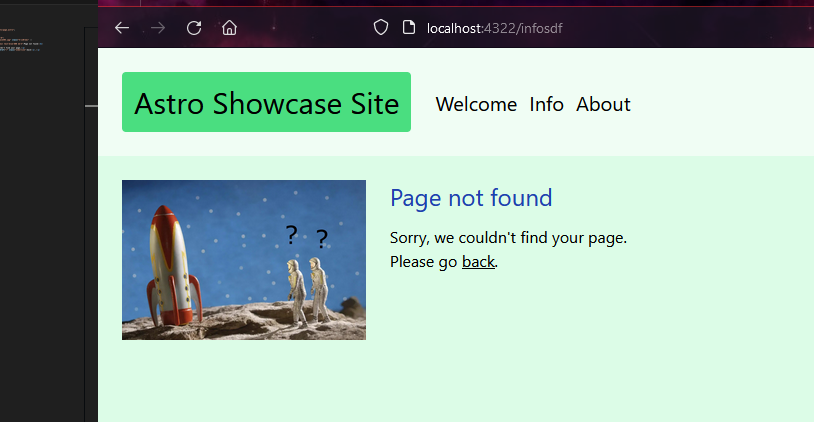 localhost:4322/infosdf
Astro Showcase Site
Welcome Info About
Page not found
? ?
Sorry, we couldn't find your page.
Please go back.